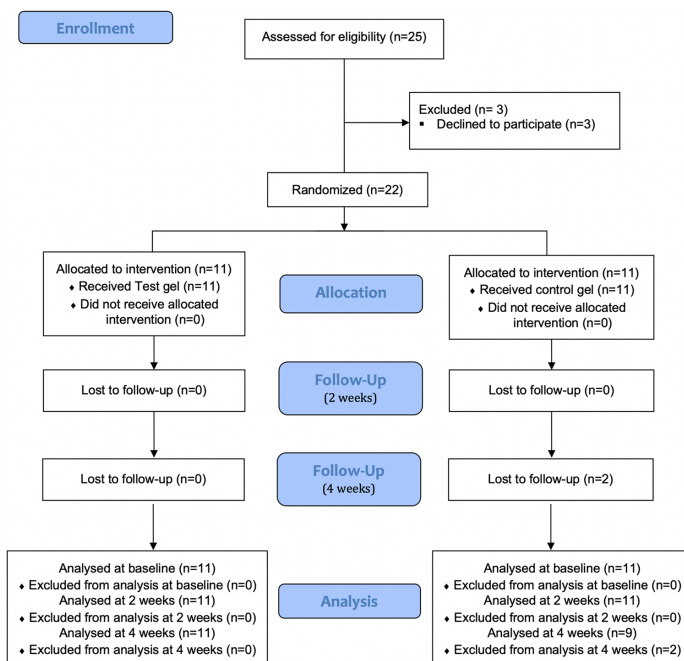 Enrollment
Assessed for eligibility (n=25)
Excluded (n= 3)
▪ Declined to participate (n=3)
Randomized (n=22)
Allocated to intervention (n=11)
♦ Received Test gel (n=11)
♦ Did not receive allocated
intervention (n=0)
Allocation
Allocated to intervention (n=11)
♦ Received control gel (n=11)
♦ Did not receive allocated
intervention (n=0)
Lost to follow-up (n=0)
Follow-Up
(2 weeks)
Lost to follow-up (n=0)
Lost to follow-up (n=0)
Follow-Up
(4 weeks)
Lost to follow-up (n=2)
Analysed at baseline (n=11)
♦ Excluded from analysis at baseline (n=0)
Analysed at 2 weeks (n=11)
♦ Excluded from analysis at 2 weeks (n=0)
Analysed at 4 weeks (n=11)
♦ Excluded from analysis at 4 weeks (n=0)
Analysis
Analysed at baseline (n=11)
♦ Excluded from analysis at baseline (n=0)
Analysed at 2 weeks (n=11)
♦ Excluded from analysis at 2 weeks (n=0)
Analysed at 4 weeks (n=9)
♦ Excluded from analysis at 4 weeks (n=2)